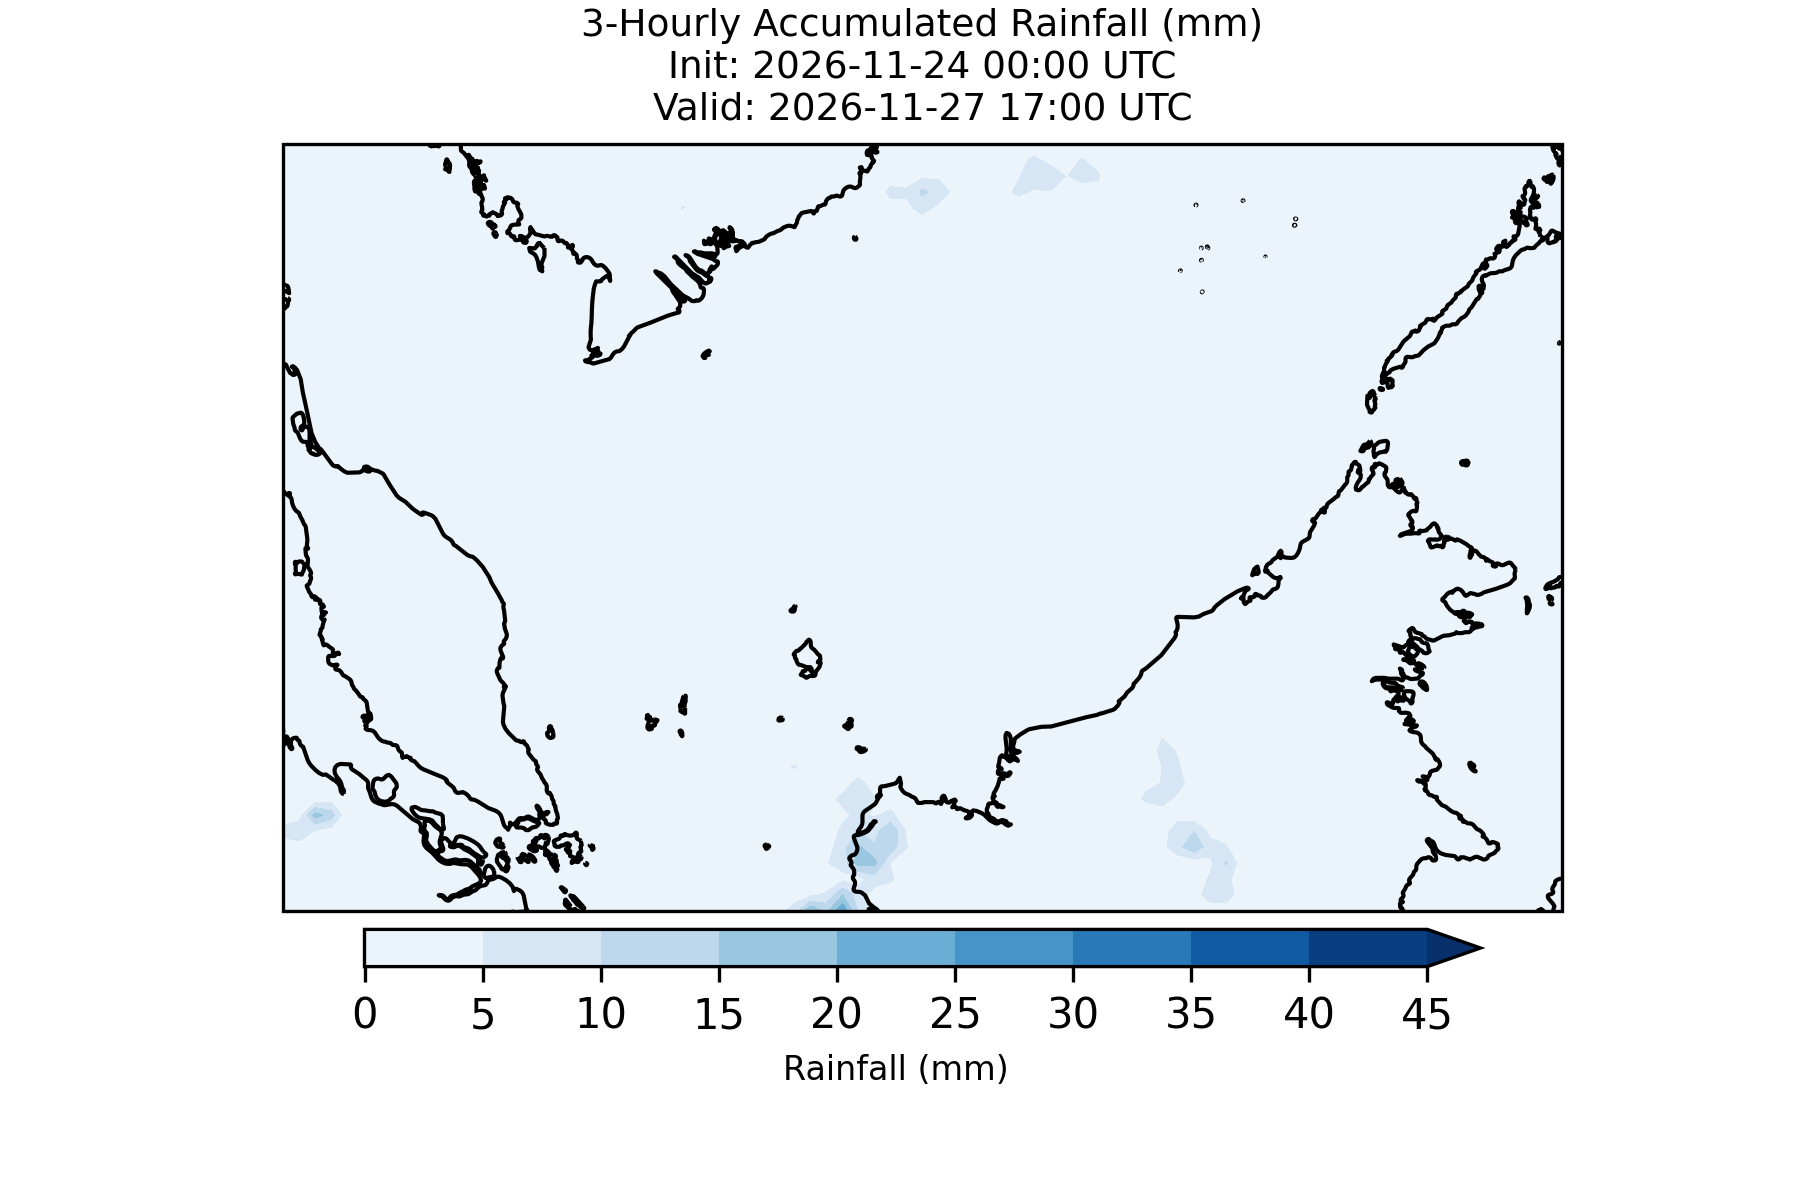 3-Hourly Accumulated Rainfall (mm)
Init: 2026-11-24 00:00 UTC
Valid: 2026-11-27 17:00 UTC
0 5 10 15 20 25 30 35 40 45
Rainfall (mm)